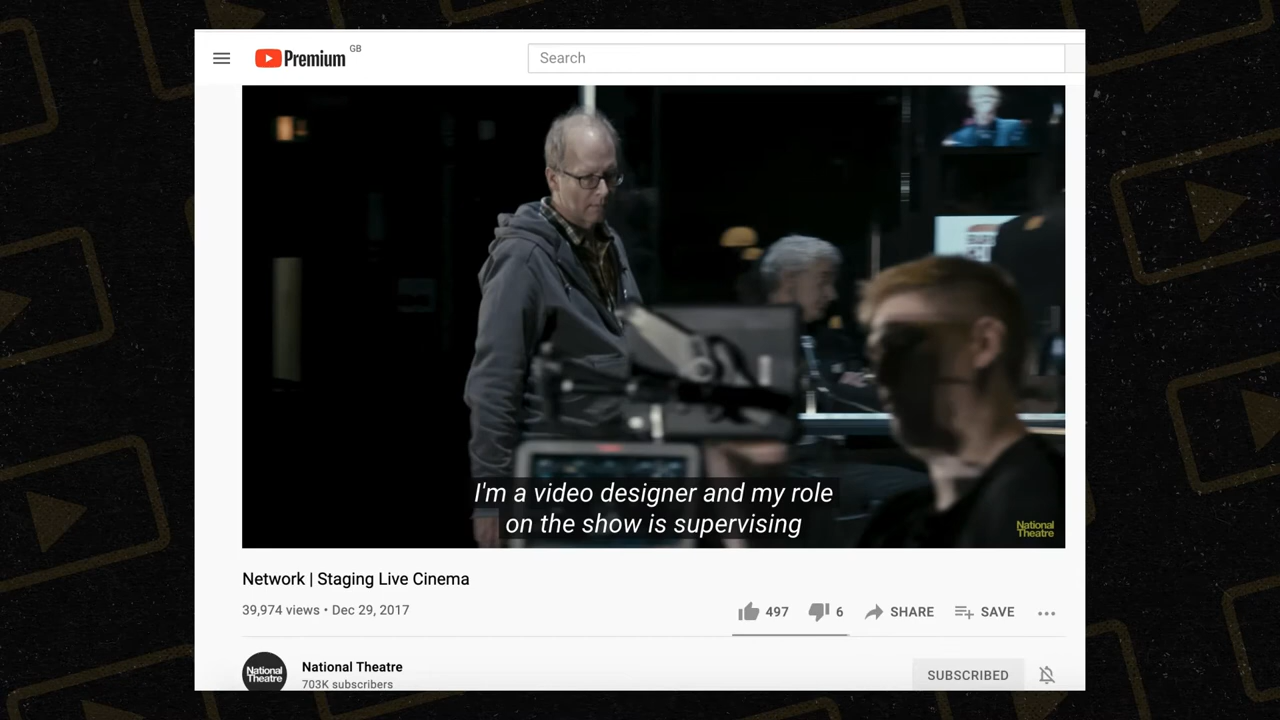 Premium GB
Search
I'm a video designer and my role
on the show is supervising
National
Theatre
Network | Staging Live Cinema
39,974 views • Dec 29, 2017
497 6 SHARE SAVE
National
Theatre
National Theatre
703K subscribers
SUBSCRIBED